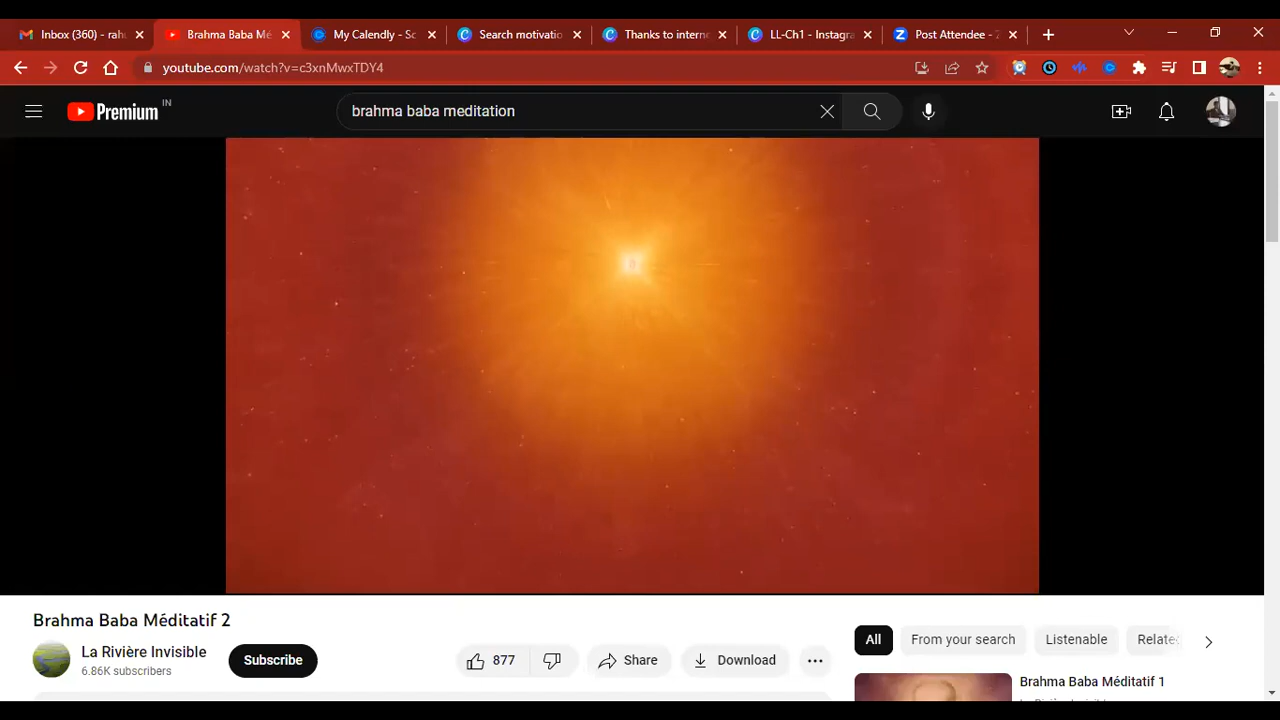 Inbox (360) - rahu
Brahma Baba Mé
My Calendly - Sc
Search motivatio
Thanks to intern
LL-Ch1 - Instagra
Post Attendee - Z
youtube.com/watch?v=c3xnMwxTDY4
Premium IN
brahma baba meditation
Brahma Baba Méditatif 2
La Rivière Invisible
6.86K subscribers
Subscribe
877
Share
Download
All
From your search
Listenable
Relate
Brahma Baba Méditatif 1